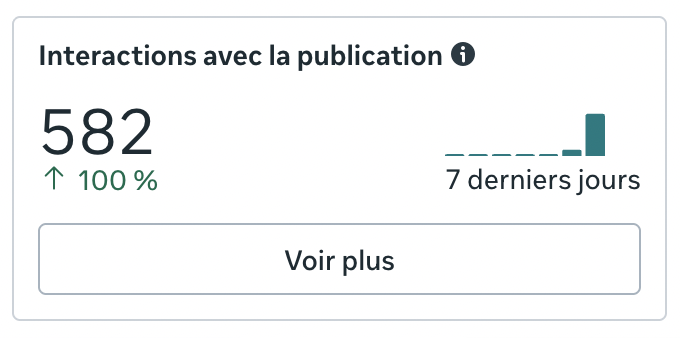 Interactions avec la publication
582
↑ 100 %
7 derniers jours
Voir plus